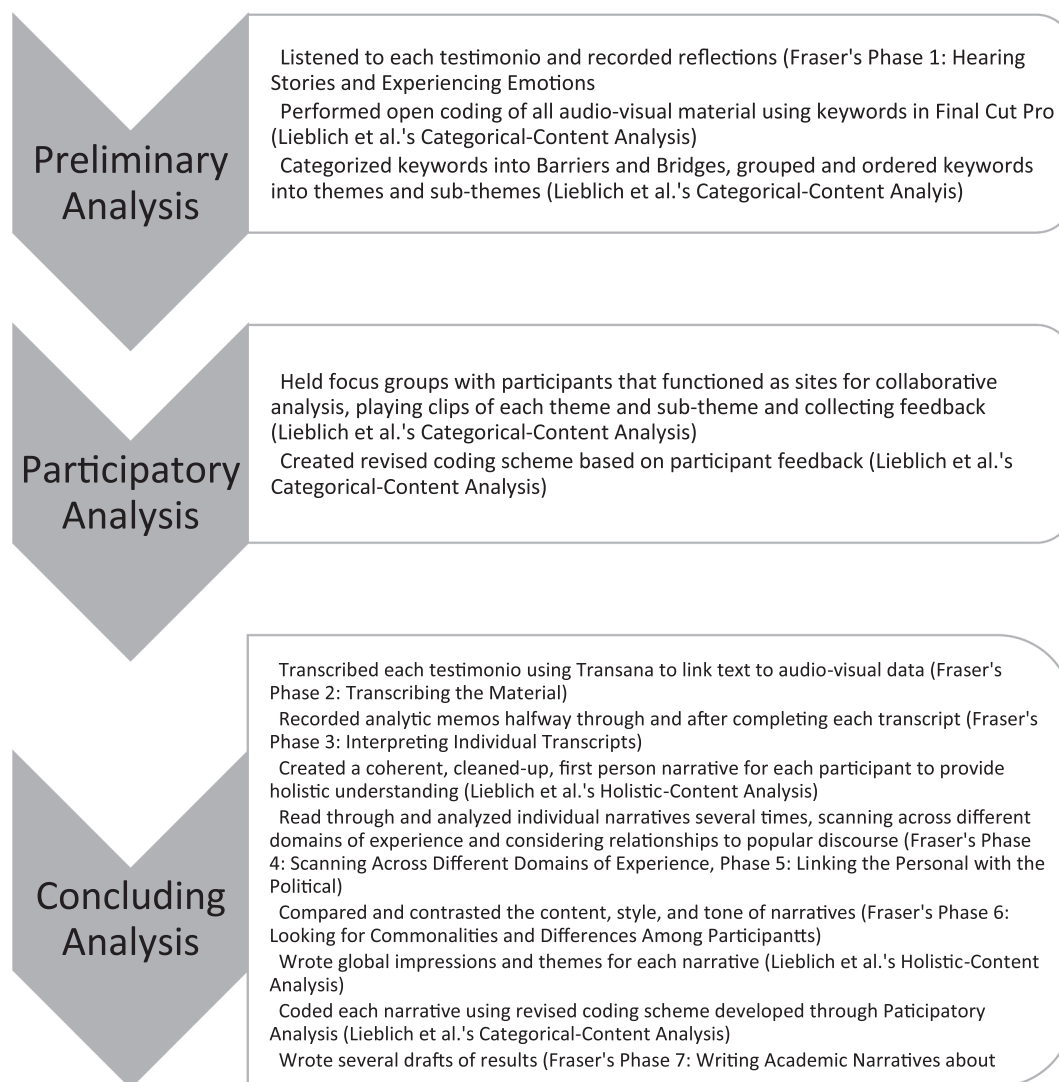 Preliminary
Analysis
Listened to each testimonio and recorded reflections (Fraser's Phase 1: Hearing
Stories and Experiencing Emotions
Performed open coding of all audio-visual material using keywords in Final Cut Pro
(Lieblich et al.'s Categorical-Content Analysis)
Categorized keywords into Barriers and Bridges, grouped and ordered keywords
into themes and sub-themes (Lieblich et al.'s Categorical-Content Analyis)
Participatory
Analysis
Held focus groups with participants that functioned as sites for collaborative
analysis, playing clips of each theme and sub-theme and collecting feedback
(Lieblich et al.'s Categorical-Content Analysis)
Created revised coding scheme based on participant feedback (Lieblich et al.'s
Categorical-Content Analysis)
Concluding
Analysis
Transcribed each testimonio using Transana to link text to audio-visual data (Fraser's
Phase 2: Transcribing the Material)
Recorded analytic memos halfway through and after completing each transcript (Fraser's
Phase 3: Interpreting Individual Transcripts)
Created a coherent, cleaned-up, first person narrative for each participant to provide
holistic understanding (Lieblich et al.'s Holistic-Content Analysis)
Read through and analyzed individual narratives several times, scanning across different
domains of experience and considering relationships to popular discourse (Fraser's Phase
4: Scanning Across Different Domains of Experience, Phase 5: Linking the Personal with the
Political)
Compared and contrasted the content, style, and tone of narratives (Fraser's Phase 6:
Looking for Commonalities and Differences Among Participantts)
Wrote global impressions and themes for each narrative (Lieblich et al.'s Holistic-Content
Analysis)
Coded each narrative using revised coding scheme developed through Paticipatory
Analysis (Lieblich et al.'s Categorical-Content Analysis)
Wrote several drafts of results (Fraser's Phase 7: Writing Academic Narratives about